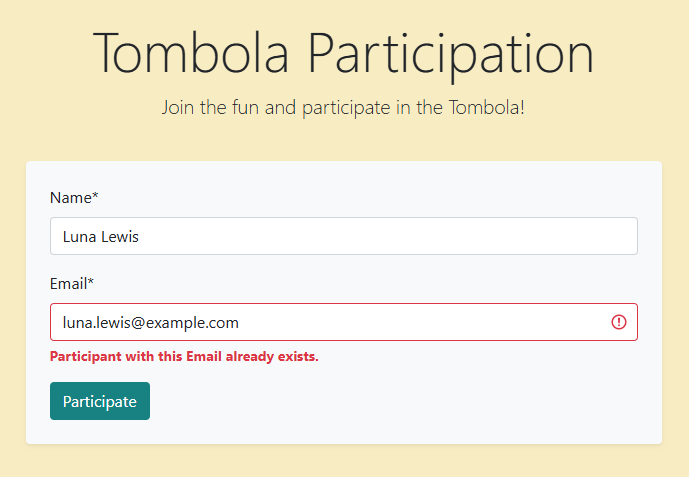 Tombola Participation
Join the fun and participate in the Tombola!
Name*
Luna Lewis
Email*
luna.lewis@example.com
Participant with this Email already exists.
Participate